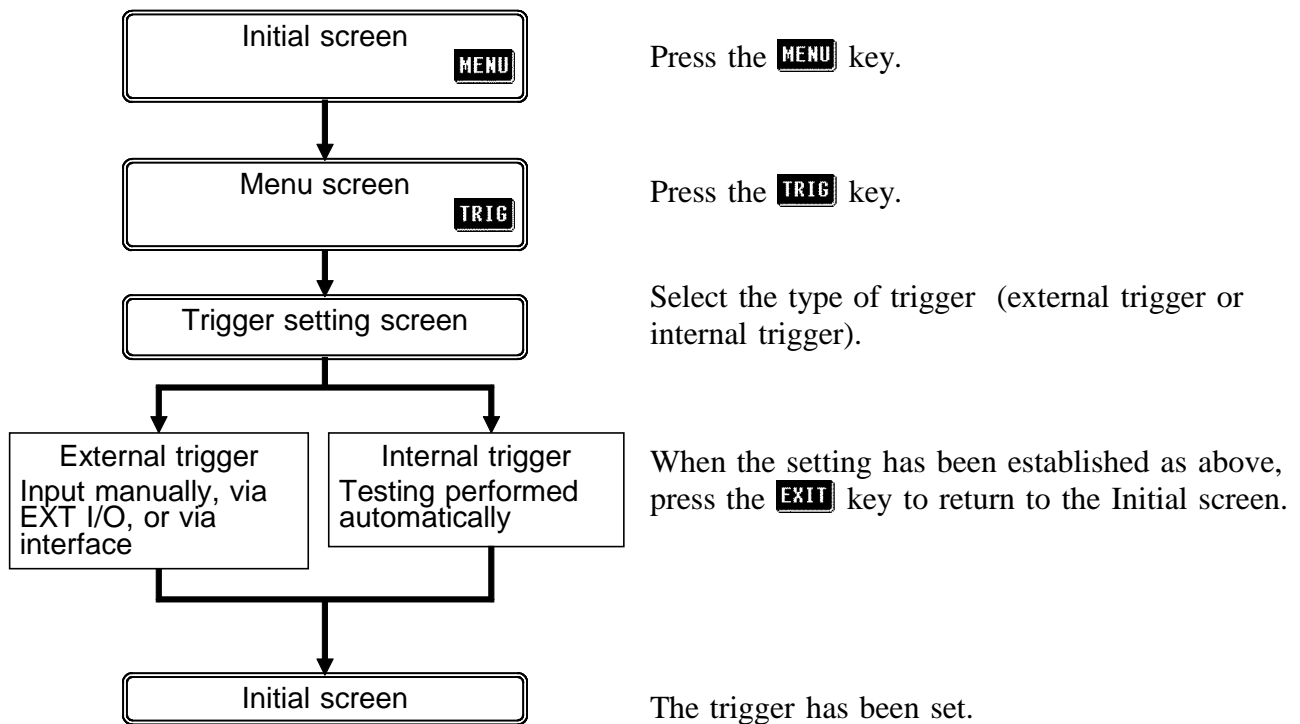 Initial screen
MENU
Press the MENU key.
Menu screen
TRIG
Press the TRIG key.
Trigger setting screen
Select the type of trigger (external trigger or
internal trigger).
External trigger
Input manually, via
EXT I/O, or via
interface
Internal trigger
Testing performed
automatically
When the setting has been established as above,
press the EXIT key to return to the Initial screen.
Initial screen
The trigger has been set.